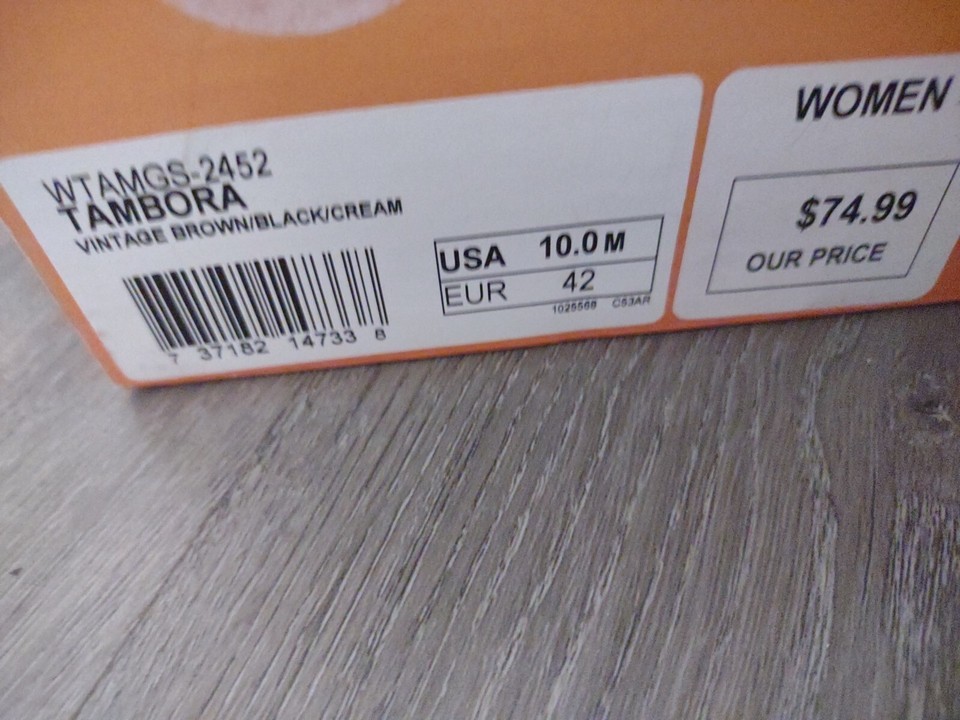 WTAMGS-2452
TAMBORA
VINTAGE BROWN/BLACK/CREAM
7 37182 14733 8
USA 10.0 M
EUR 42
1025568 C53AR
WOMEN
$74.99
OUR PRICE